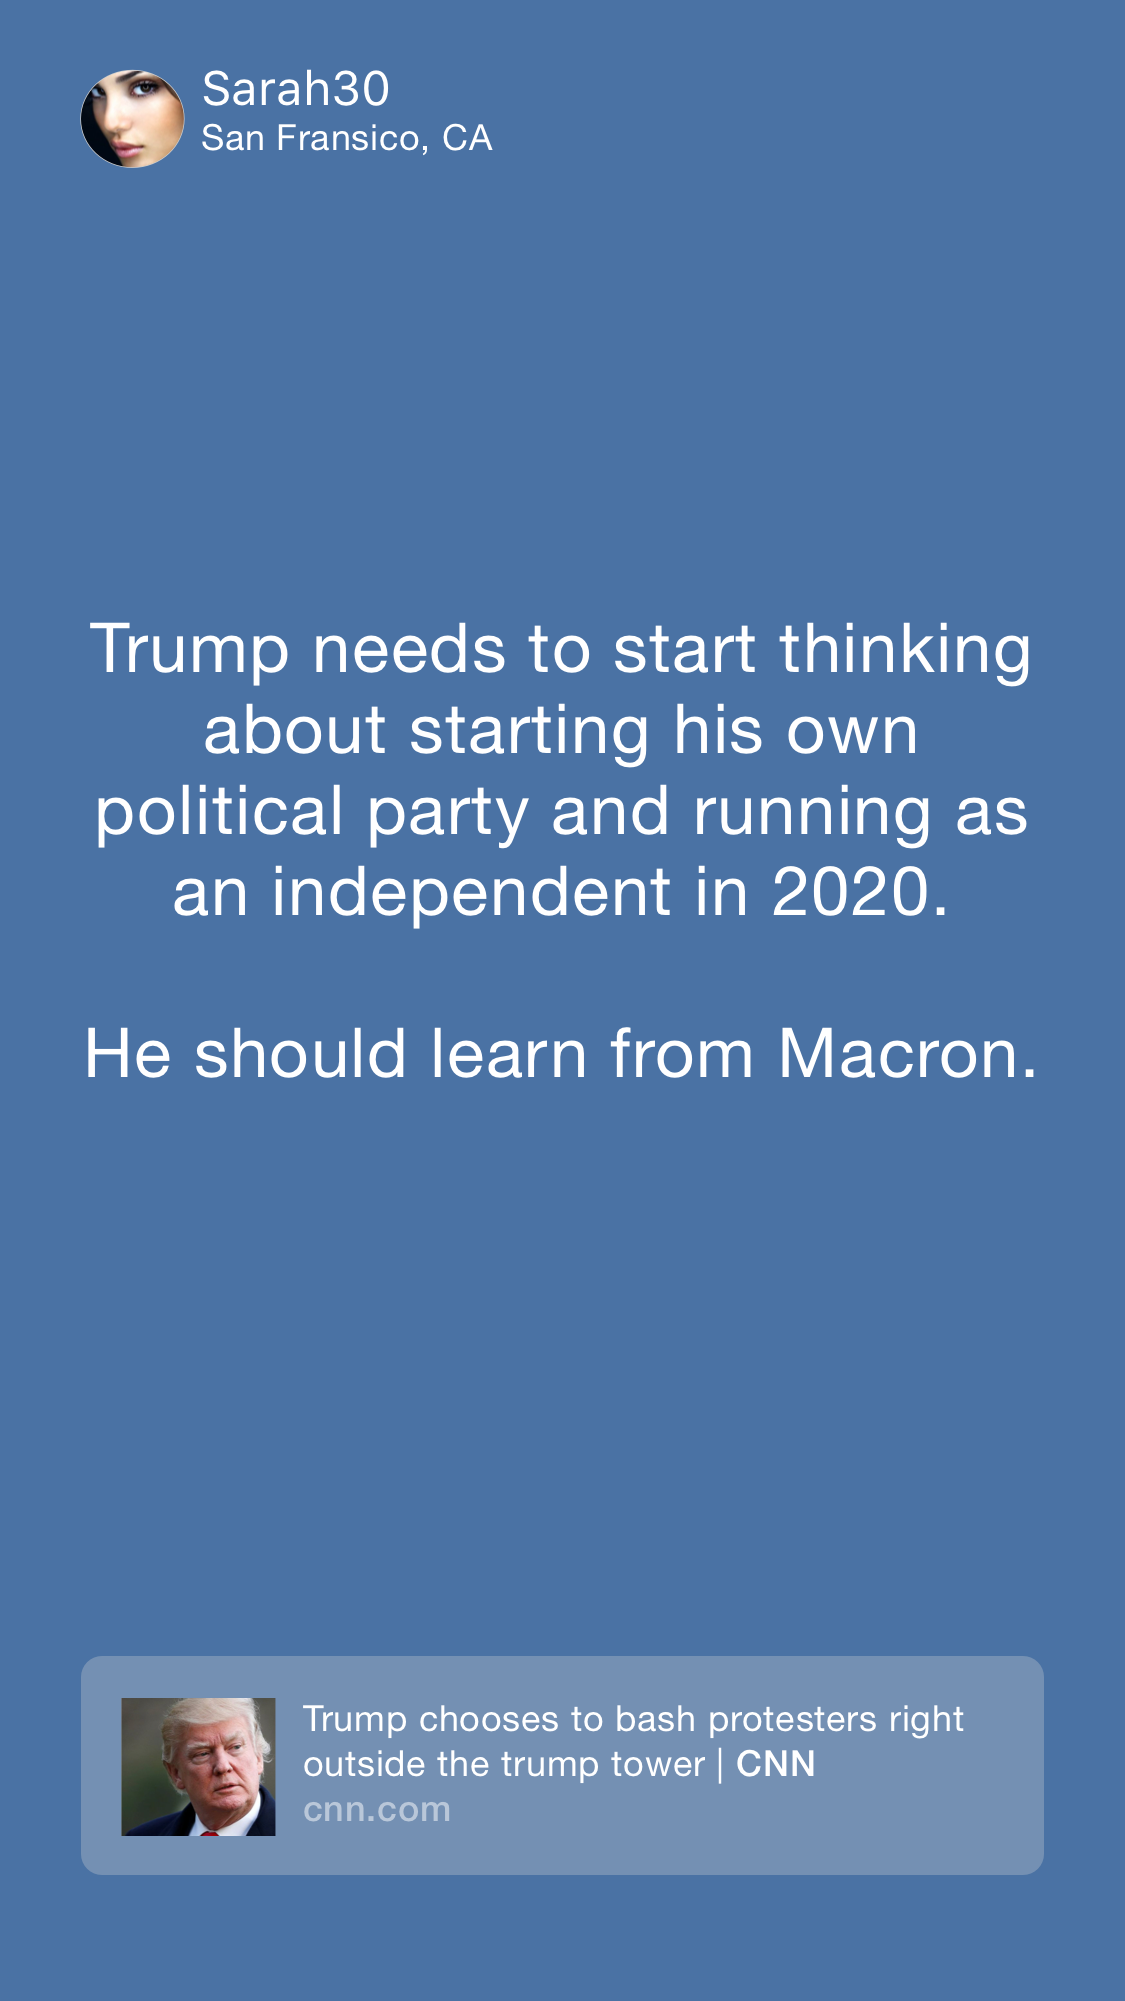 Sarah30
San Fransico, CA
Trump needs to start thinking
about starting his own
political party and running as
an independent in 2020.
He should learn from Macron.
Trump chooses to bash protesters right
outside the trump tower | CNN
cnn.com